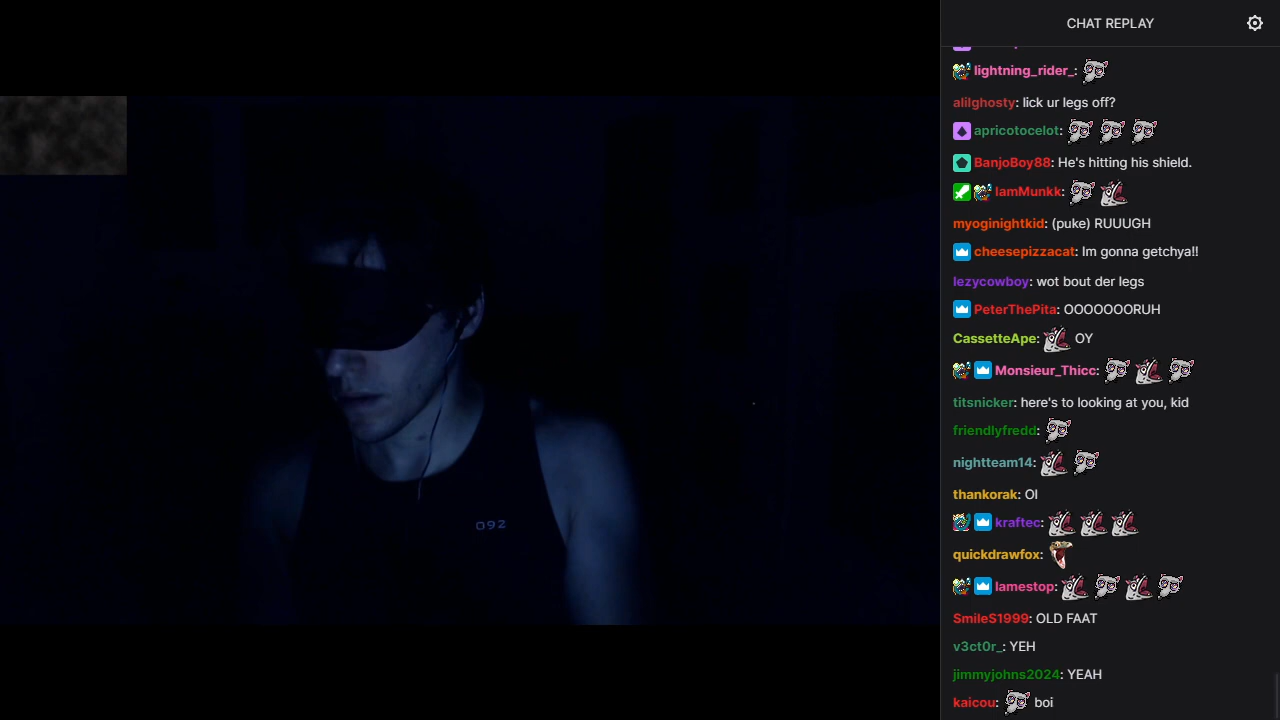 CHAT REPLAY
lightning_rider_:
alilghosty: lick ur legs off?
apricotocelot:
BanjoBoy88: He's hitting his shield.
IamMunkk:
myoginightkid: (puke) RUUUGH
cheesepizzacat: Im gonna getchya!!
lezycowboy: wot bout der legs
PeterThePita: OOOOOOORUH
CassetteApe: OY
Monsieur_Thicc:
titsnicker: here's to looking at you, kid
friendlyfredd:
nightteam14:
thankorak: OI
kraftec:
quickdrawfox:
lamestop:
SmileS1999: OLD FAAT
v3ct0r_: YEH
jimmyjohns2024: YEAH
kaicou: boi
092